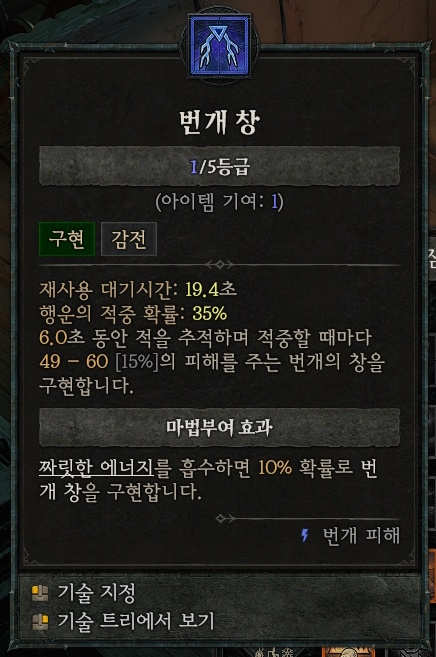 번개 창
1/5등급
(아이템 기여: 1)
구현 감전
재사용 대기시간: 19.4초
행운의 적중 확률: 35%
6.0초 동안 적을 추적하며 적중할 때마다
49 - 60 [15%]의 피해를 주는 번개의 창을
구현합니다.
마법부여 효과
짜릿한 에너지를 흡수하면 10% 확률로 번
개 창을 구현합니다.
번개 피해
기술 지정
기술 트리에서 보기